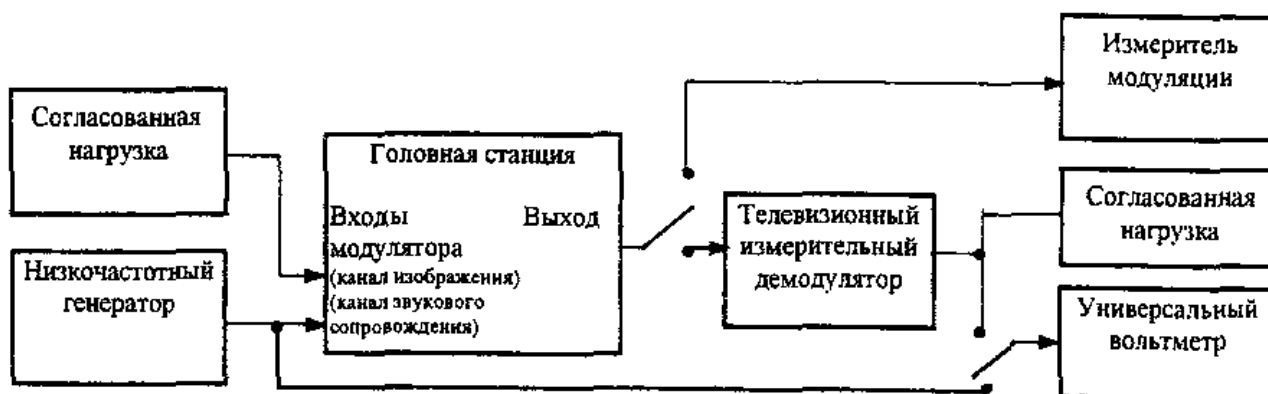 Согласованная
нагрузка
Низкочастотный
генератор
Головная станция
Входы Выход
модулятора
(канал изображения)
(канал звукового
сопровождения)
Телевизионный
измерительный
демодулятор
Измеритель
модуляции
Согласованная
нагрузка
Универсальный
вольтметр